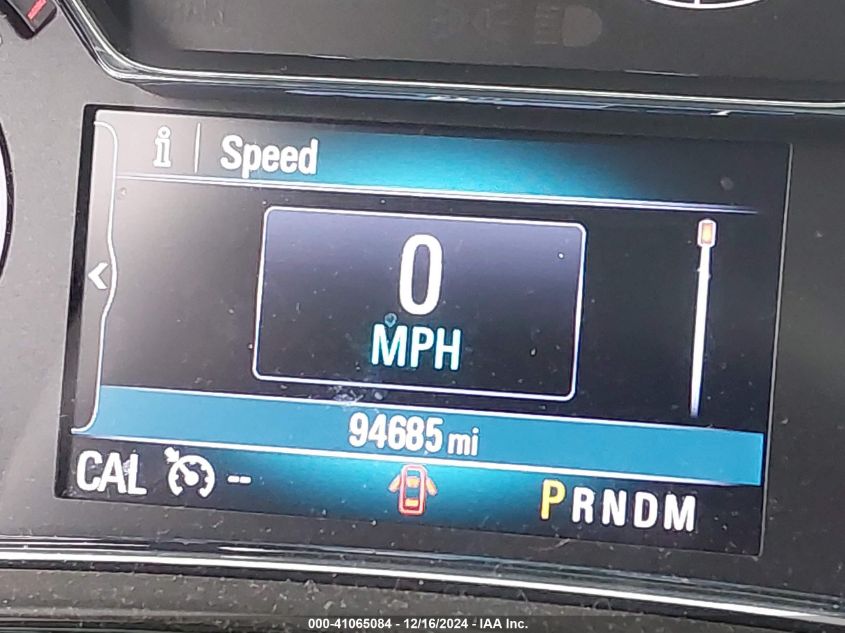 i | Speed
0
MPH
94685 mi
CAL -- PRNDM
000-41065084 - 12/16/2024 - IAA Inc.